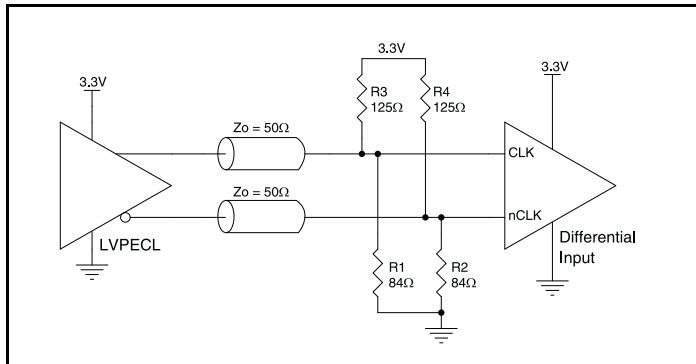 3.3V
3.3V
3.3V
R3
125Ω
R4
125Ω
Zo = 50Ω
CLK
Zo = 50Ω
nCLK
LVPECL
R1
84Ω
R2
84Ω
Differential
Input